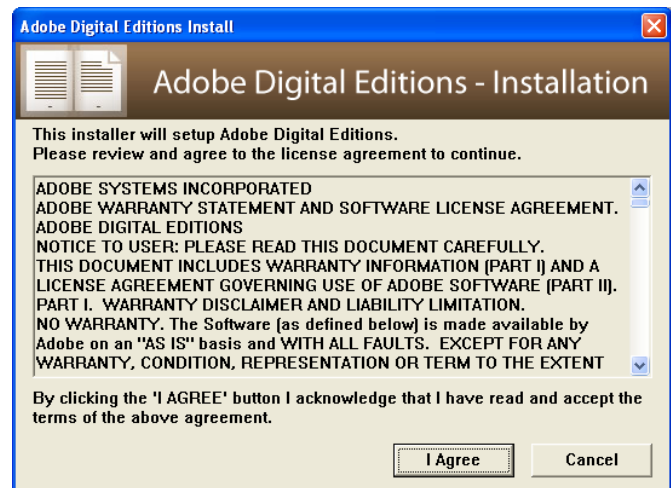 Adobe Digital Editions Install
Adobe Digital Editions - Installation
This installer will setup Adobe Digital Editions.
Please review and agree to the license agreement to continue.
ADOBE SYSTEMS INCORPORATED
ADOBE WARRANTY STATEMENT AND SOFTWARE LICENSE AGREEMENT.
ADOBE DIGITAL EDITIONS
NOTICE TO USER: PLEASE READ THIS DOCUMENT CAREFULLY.
THIS DOCUMENT INCLUDES WARRANTY INFORMATION (PART I) AND A
LICENSE AGREEMENT GOVERNING USE OF ADOBE SOFTWARE (PART II).
PART I.  WARRANTY DISCLAIMER AND LIABILITY LIMITATION.
NO WARRANTY. The Software (as defined below) is made available by
Adobe on an "AS IS" basis and WITH ALL FAULTS.  EXCEPT FOR ANY
WARRANTY, CONDITION, REPRESENTATION OR TERM TO THE EXTENT
By clicking the 'I AGREE' button I acknowledge that I have read and accept the
terms of the above agreement.
I Agree
Cancel